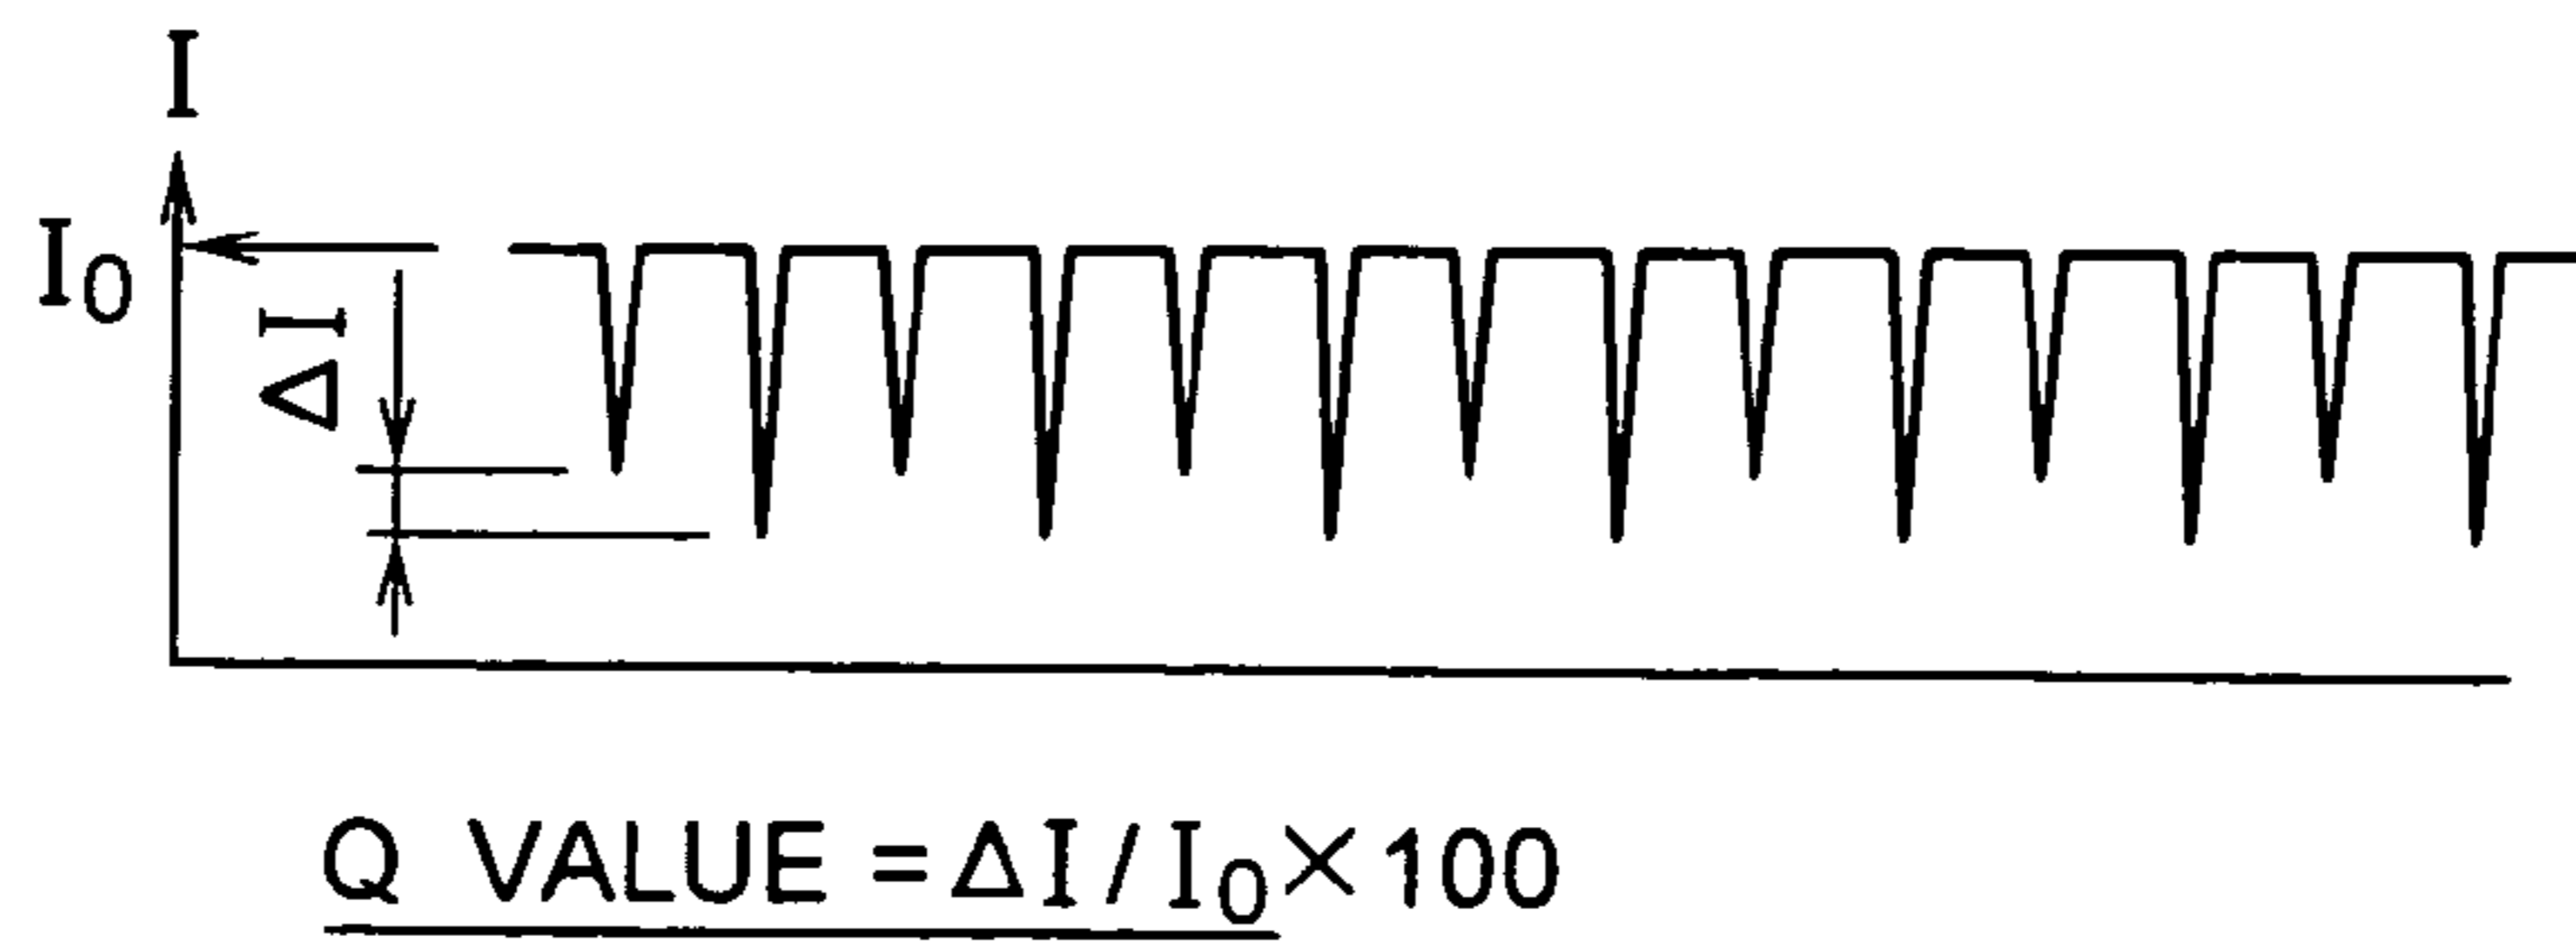 I
I₀
ΔI
Q VALUE = ΔI / I₀ × 100